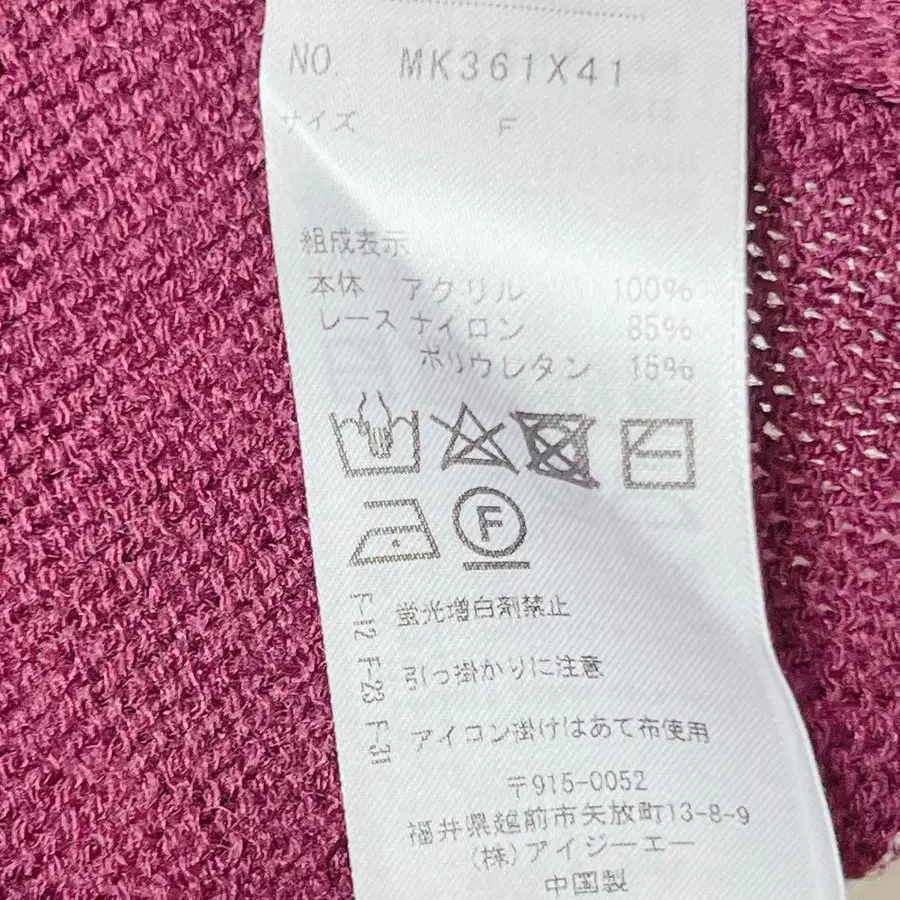 NO. MK361X41
サイズ F
組成表示
本体 アクリル 100%
レース ナイロン 85%
ポリウレタン 15%
F
F-12 蛍光増白剤禁止
F-23 引っ掛かりに注意
F-31 アイロン掛けはあて布使用
〒915-0052
福井県越前市矢放町13-8-9
(株)アイジーエー
中国製